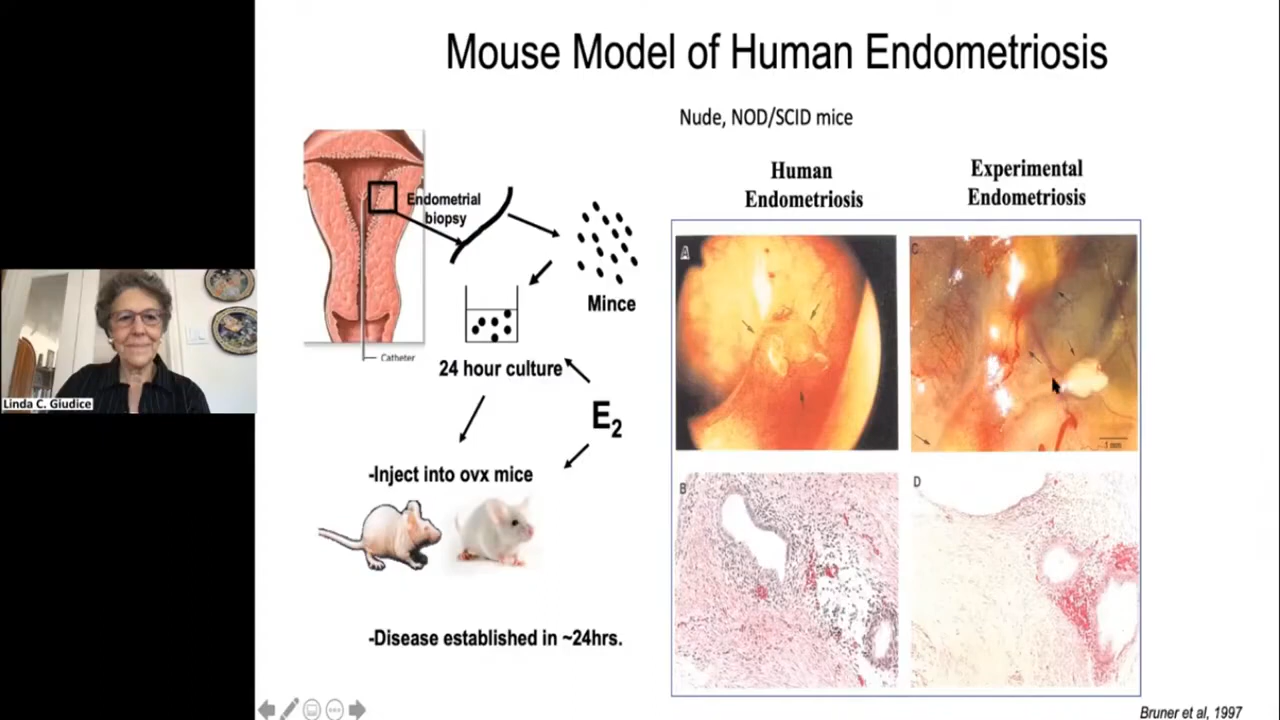 Mouse Model of Human Endometriosis
Nude, NOD/SCID mice
Human
Endometriosis
Experimental
Endometriosis
Endometrial
biopsy
Mince
Catheter
24 hour culture
E2
-Inject into ovx mice
-Disease established in ~24hrs.
A
C
1 mm
B
D
Linda C. Giudice
Bruner et al, 1997